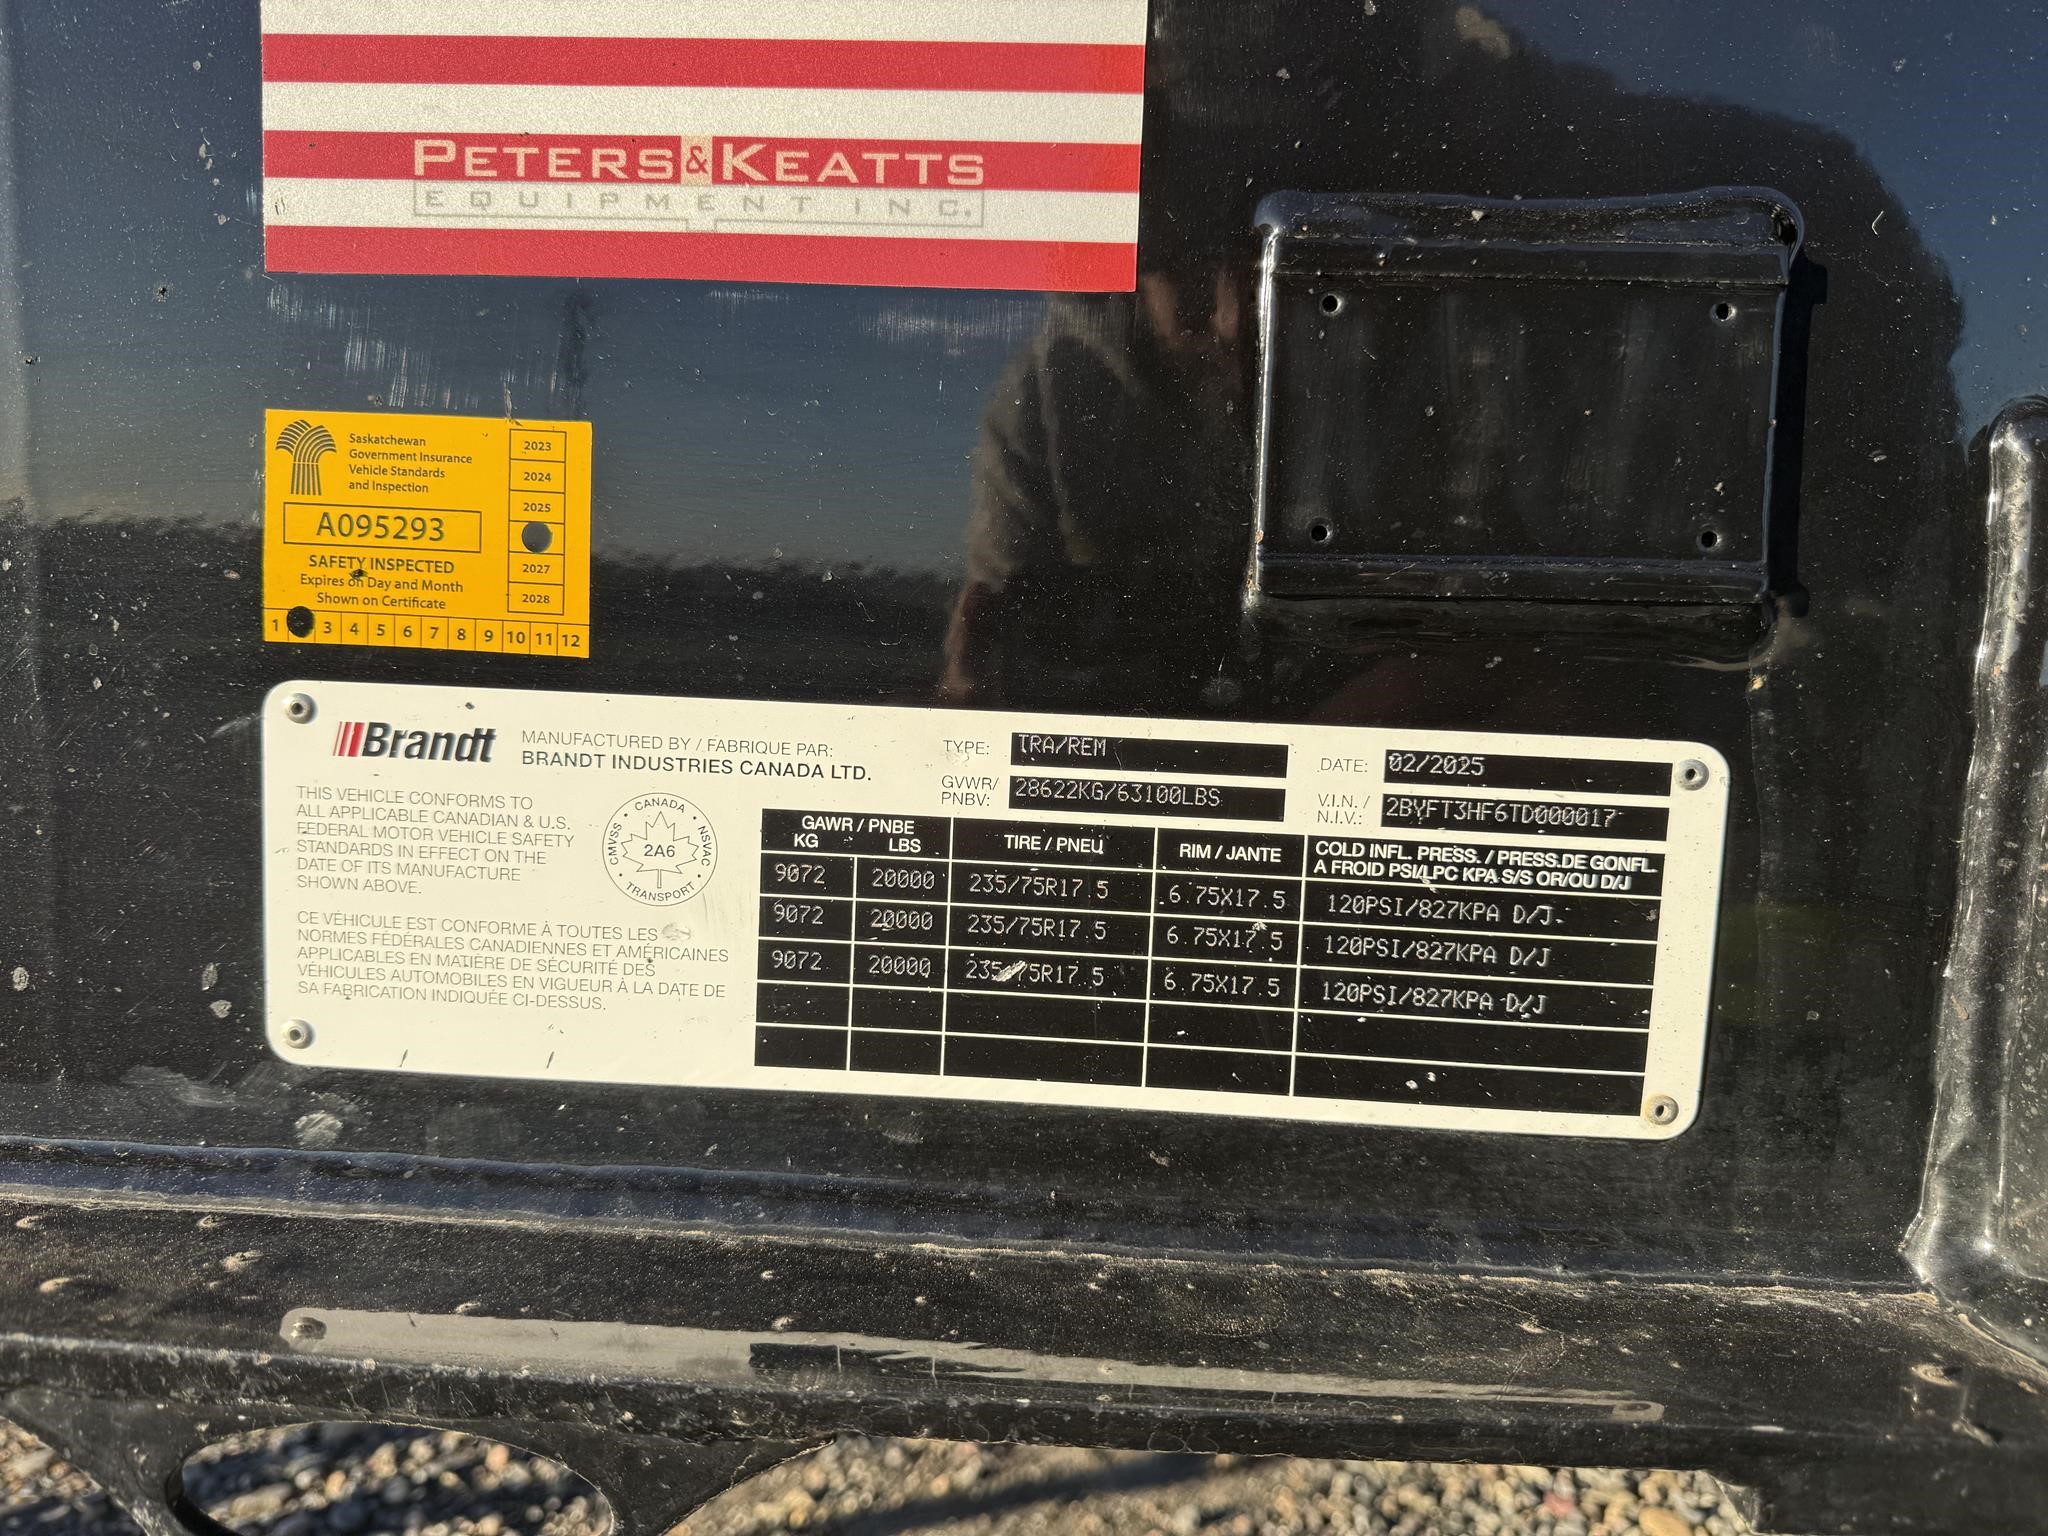 PETERS & KEATTS
EQUIPMENT INC.
Saskatchewan
Government Insurance
Vehicle Standards
and Inspection
A095293
SAFETY INSPECTED
Expires on Day and Month
Shown on Certificate
2023
2024
2025
2027
2028
1 3 4 5 6 7 8 9 10 11 12
Brandt
MANUFACTURED BY / FABRIQUE PAR:
BRANDT INDUSTRIES CANADA LTD.
TYPE: TRA/REM
DATE: 02/2025
GVWR/
PNBV: 28622KG/63100LBS
V.I.N. /
N.I.V.: 2BYFT3HF6TD000017
THIS VEHICLE CONFORMS TO
ALL APPLICABLE CANADIAN & U.S.
FEDERAL MOTOR VEHICLE SAFETY
STANDARDS IN EFFECT ON THE
DATE OF ITS MANUFACTURE
SHOWN ABOVE.
CANADA
CMVSS • NSVAC
2A6
• TRANSPORT •
CE VÉHICULE EST CONFORME À TOUTES LES
NORMES FÉDÉRALES CANADIENNES ET AMÉRICAINES
APPLICABLES EN MATIÈRE DE SÉCURITÉ DES
VÉHICULES AUTOMOBILES EN VIGUEUR À LA DATE DE
SA FABRICATION INDIQUÉE CI-DESSUS.
GAWR / PNBE
KG LBS
TIRE / PNEU
RIM / JANTE
COLD INFL. PRESS. / PRESS.DE GONFL.
A FROID PSI/LPC KPA S/S OR/OU D/J
9072 20000 235/75R17.5 6.75X17.5 120PSI/827KPA D/J
9072 20000 235/75R17.5 6.75X17.5 120PSI/827KPA D/J
9072 20000 235/75R17.5 6.75X17.5 120PSI/827KPA D/J